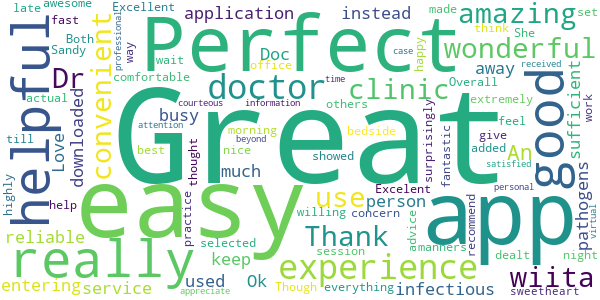 late
awesome
Excellent
application
instead
amazing
set
fast
Both
Sandy
way
professional
Perfect
happy
made
think
She
office
case
wonderful
Doc
wait
comfortable
actual
Dr
convenient
helpful
doctor
time
received
clinic
away
Overall
others
Great
good
sufficient
work
till
Love
downloaded
busy
courteous
information
attention
beyond
morning
bedside
surprisingly
extremely
feel
added
An
give
best
nice
showed
fantastic
satisfied
much
thought
Excelent
highly
help
easy
practice
use
willing
person
concern
app
recommend
pathogens
personal
virtual
really
reliable
Thank
advice
amanners
selected
session
dealt
night
keep
experience
everything
wiita
entering
service
used
Ok
Though
infectious
appreciate
sweetheart